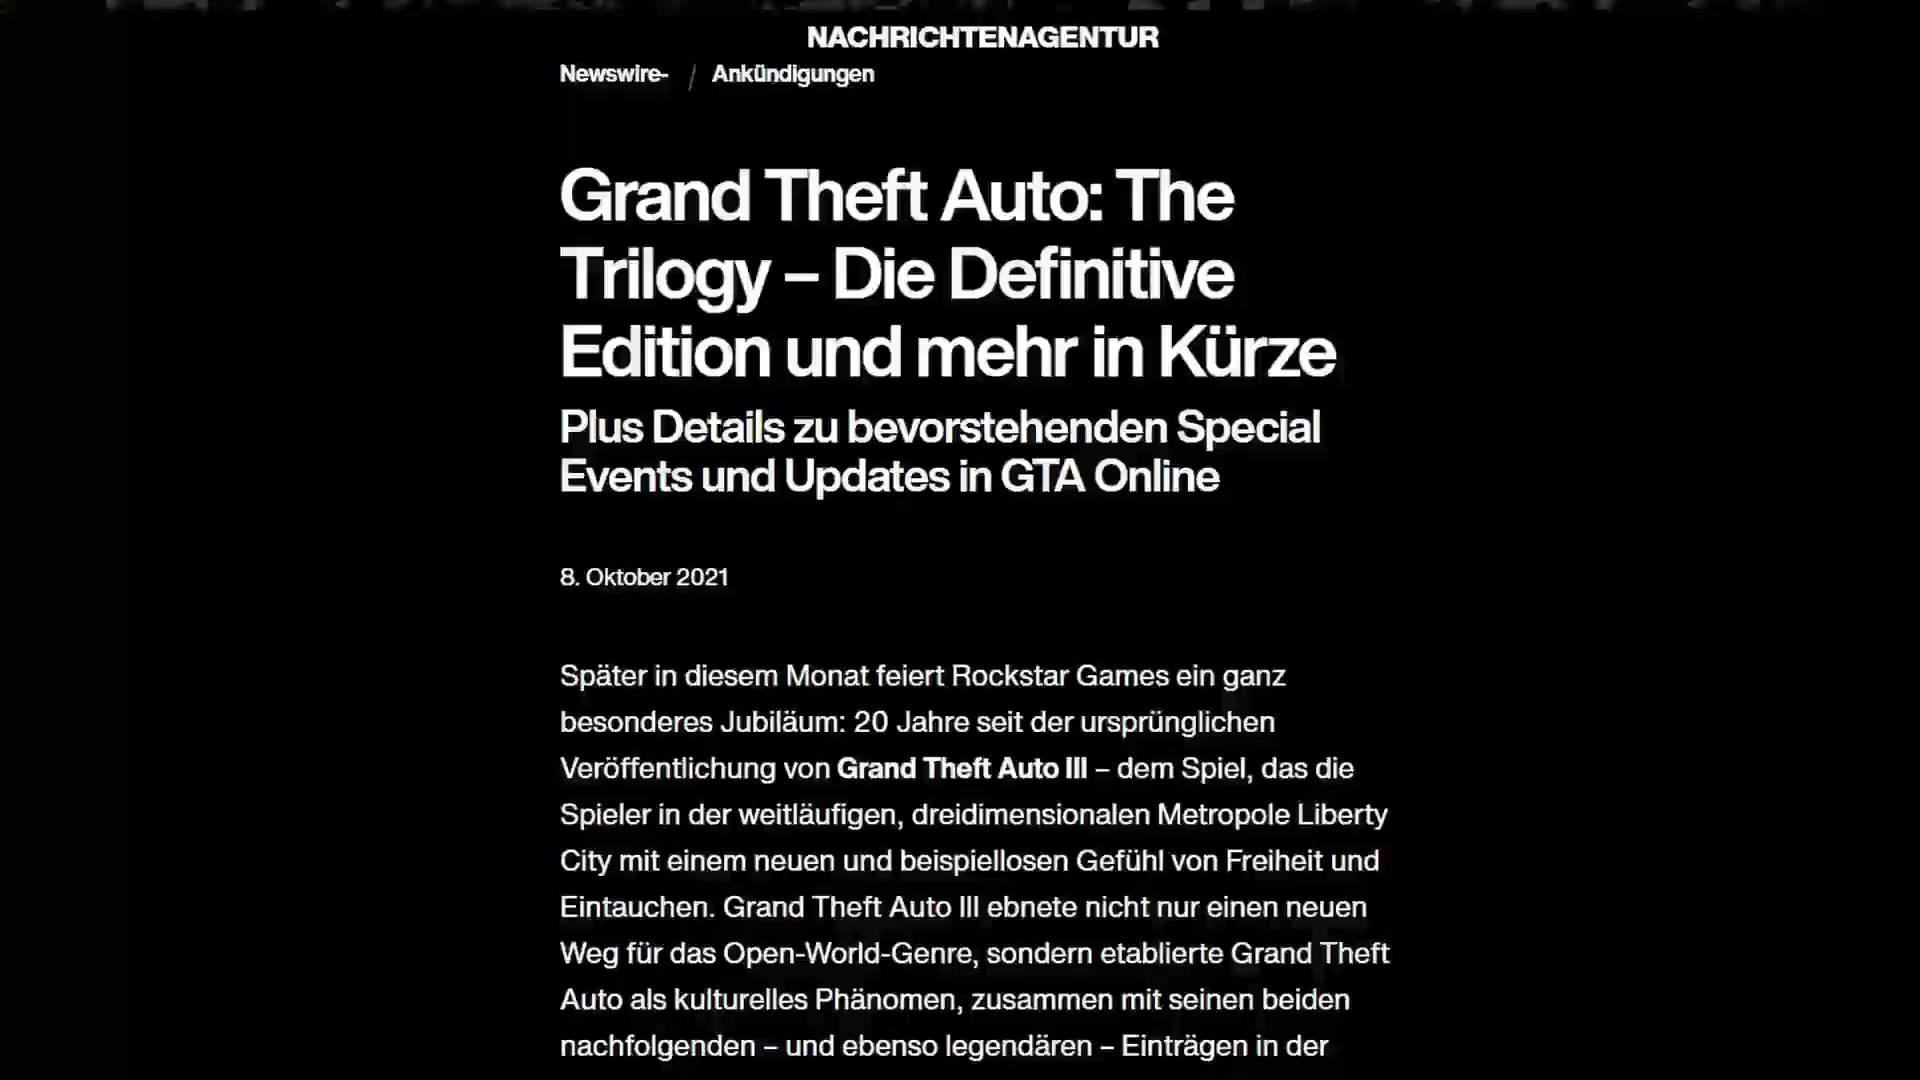 NACHRICHTENAGENTUR
Newswire- / Ankündigungen
Grand Theft Auto: The
Trilogy – Die Definitive
Edition und mehr in Kürze
Plus Details zu bevorstehenden Special
Events und Updates in GTA Online
8. Oktober 2021
Später in diesem Monat feiert Rockstar Games ein ganz
besonderes Jubiläum: 20 Jahre seit der ursprünglichen
Veröffentlichung von Grand Theft Auto III – dem Spiel, das die
Spieler in der weitläufigen, dreidimensionalen Metropole Liberty
City mit einem neuen und beispiellosen Gefühl von Freiheit und
Eintauchen. Grand Theft Auto III ebnete nicht nur einen neuen
Weg für das Open-World-Genre, sondern etablierte Grand Theft
Auto als kulturelles Phänomen, zusammen mit seinen beiden
nachfolgenden – und ebenso legendären – Einträgen in der